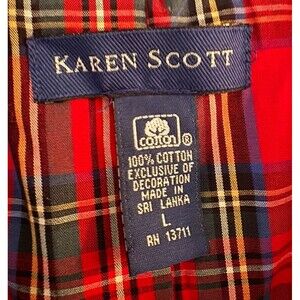 KAREN SCOTT
cotton ®
100% COTTON
EXCLUSIVE OF
DECORATION
MADE IN
SRI LANKA
L
RN 13711